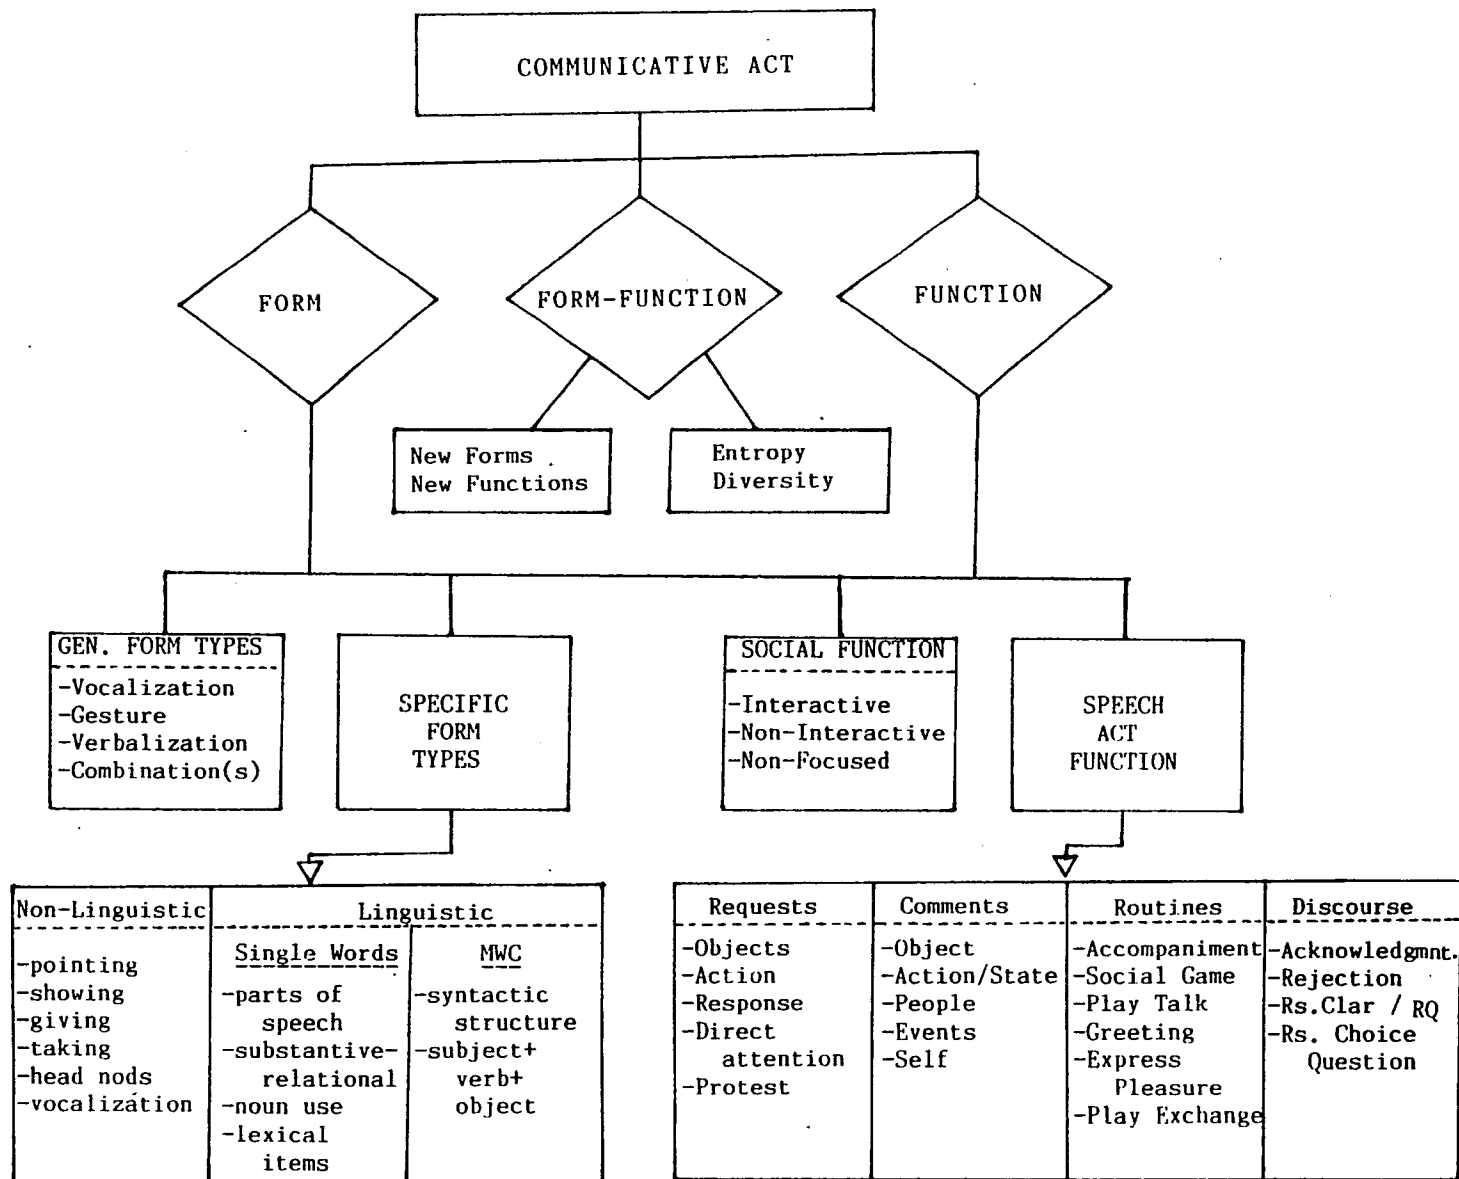 COMMUNICATIVE ACT
FORM
FORM-FUNCTION
FUNCTION
New Forms
New Functions
Entropy
Diversity
GEN. FORM TYPES
-Vocalization
-Gesture
-Verbalization
-Combination(s)
SPECIFIC
FORM
TYPES
SOCIAL FUNCTION
-Interactive
-Non-Interactive
-Non-Focused
SPEECH
ACT
FUNCTION
Non-Linguistic
-pointing
-showing
-giving
-taking
-head nods
-vocalization
Linguistic
Single Words
-parts of
speech
-substantive-
relational
-noun use
-lexical
items
MWC
-syntactic
structure
-subject+
verb+
object
Requests
-Objects
-Action
-Response
-Direct
attention
-Protest
Comments
-Object
-Action/State
-People
-Events
-Self
Routines
-Accompaniment
-Social Game
-Play Talk
-Greeting
-Express
Pleasure
-Play Exchange
Discourse
-Acknowledgmnt.
-Rejection
-Rs.Clar / RQ
-Rs. Choice
Question